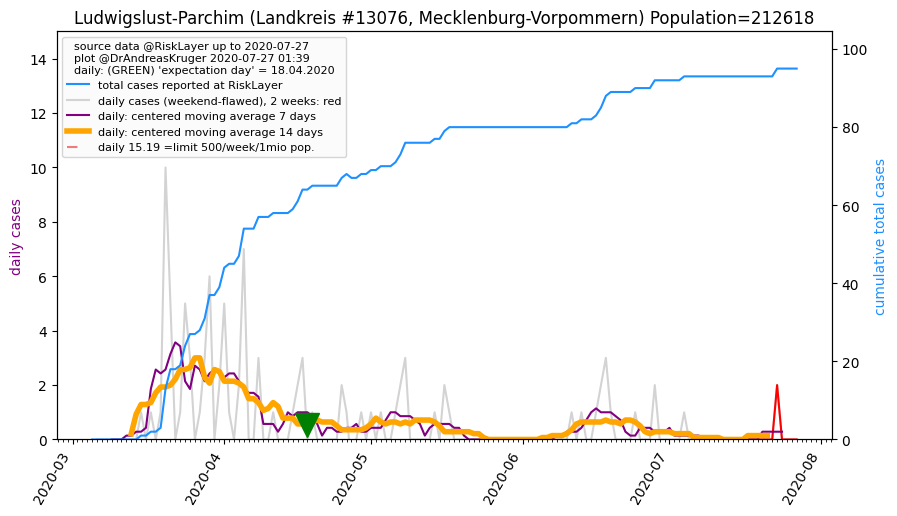 Ludwigslust-Parchim (Landkreis #13076, Mecklenburg-Vorpommern) Population=212618
source data @RiskLayer up to 2020-07-27
plot @DrAndreasKruger 2020-07-27 01:39
daily: (GREEN) 'expectation day' = 18.04.2020
total cases reported at RiskLayer
daily cases (weekend-flawed), 2 weeks: red
daily: centered moving average 7 days
daily: centered moving average 14 days
daily 15.19 =limit 500/week/1mio pop.
daily cases
14
12
10
8
6
4
2
0
cumulative total cases
100
80
60
40
20
0
2020-03
2020-04
2020-05
2020-06
2020-07
2020-08